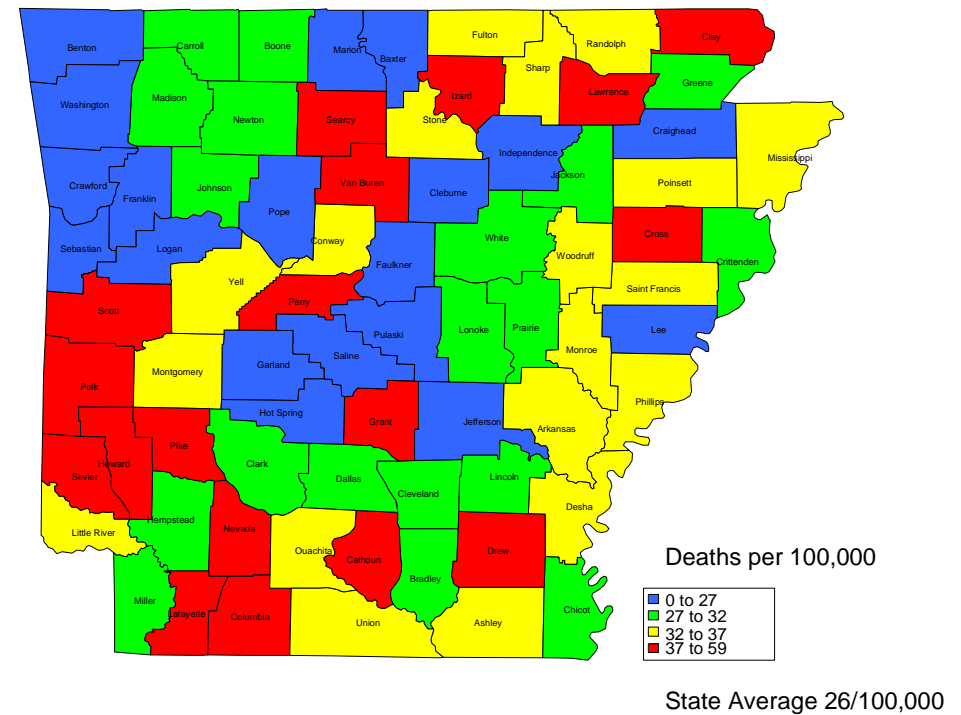 Benton
Carroll
Boone
Marion
Baxter
Fulton
Randolph
Clay
Sharp
Izard
Lawrence
Greene
Washington
Madison
Newton
Searcy
Stone
Craighead
Mississippi
Independence
Jackson
Crawford
Franklin
Johnson
Van Buren
Cleburne
Poinsett
Pope
Sebastian
Logan
Conway
White
Cross
Faulkner
Woodruff
Crittenden
Yell
Saint Francis
Scott
Perry
Pulaski
Lonoke
Prairie
Lee
Saline
Garland
Monroe
Montgomery
Polk
Phillips
Hot Spring
Grant
Jefferson
Arkansas
Pike
Howard
Clark
Sevier
Dallas
Lincoln
Cleveland
Desha
Hempstead
Little River
Nevada
Ouachita
Calhoun
Drew
Bradley
Miller
Lafayette
Columbia
Union
Ashley
Chicot
Deaths per 100,000
0 to 27
27 to 32
32 to 37
37 to 59
State Average 26/100,000